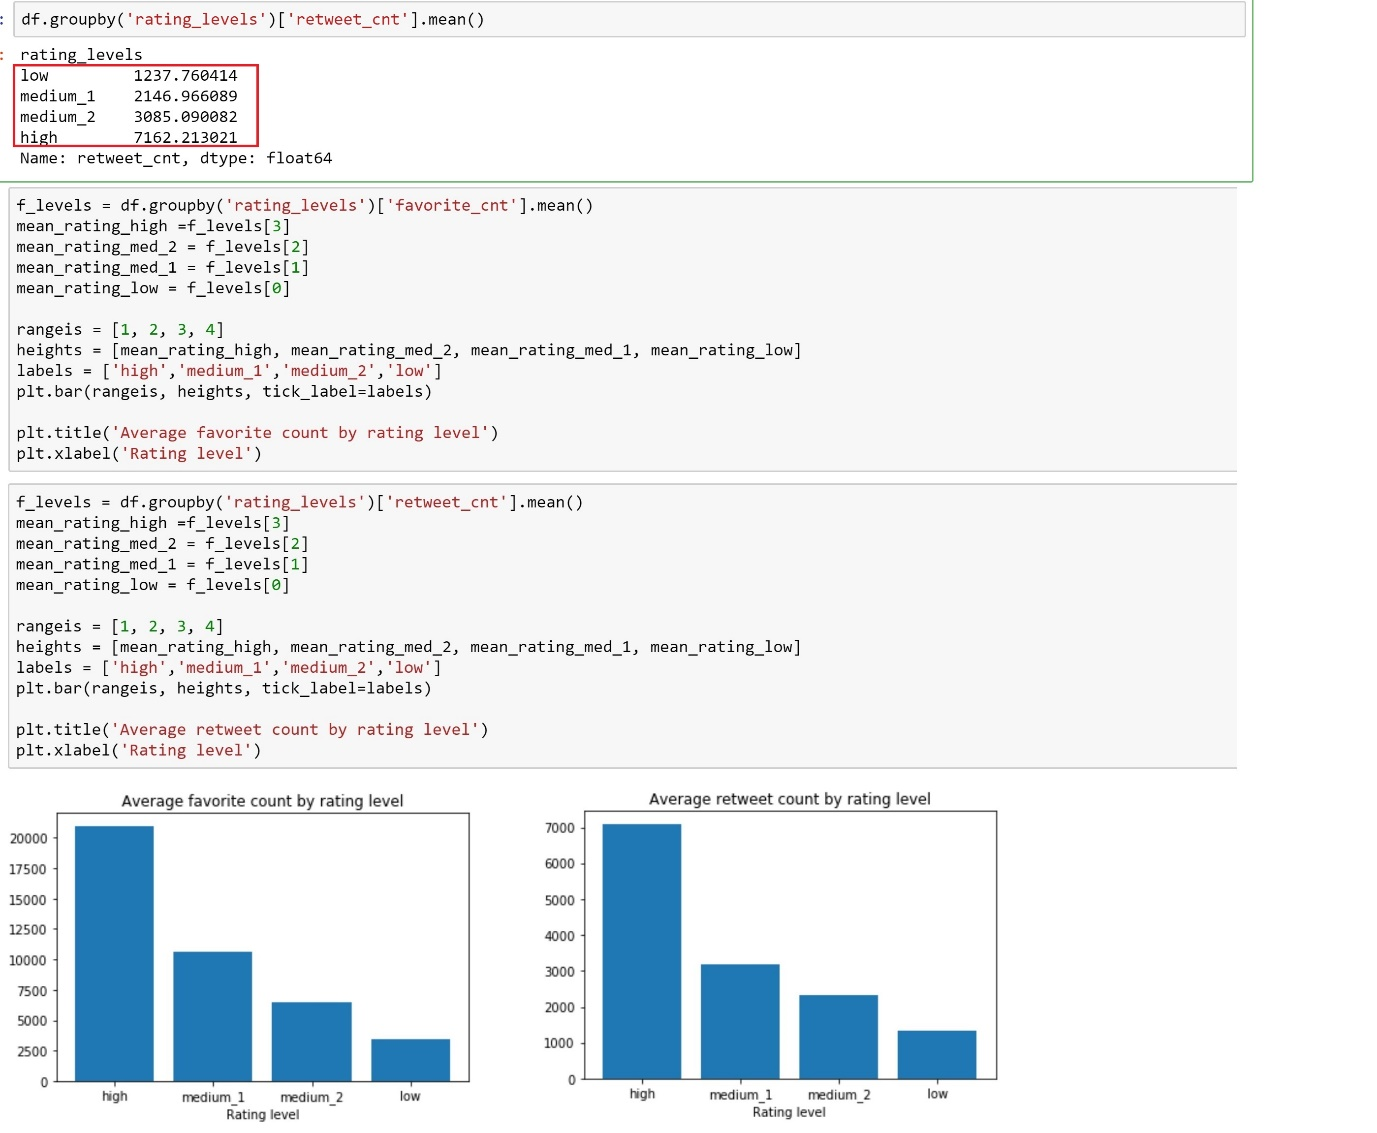 : df.groupby('rating_levels')['retweet_cnt'].mean()
: rating_levels
low 1237.760414
medium_1 2146.966089
medium_2 3085.090082
high 7162.213021
Name: retweet_cnt, dtype: float64
f_levels = df.groupby('rating_levels')['favorite_cnt'].mean()
mean_rating_high =f_levels[3]
mean_rating_med_2 = f_levels[2]
mean_rating_med_1 = f_levels[1]
mean_rating_low = f_levels[0]
rangeis = [1, 2, 3, 4]
heights = [mean_rating_high, mean_rating_med_2, mean_rating_med_1, mean_rating_low]
labels = ['high','medium_1','medium_2','low']
plt.bar(rangeis, heights, tick_label=labels)
plt.title('Average favorite count by rating level')
plt.xlabel('Rating level')
f_levels = df.groupby('rating_levels')['retweet_cnt'].mean()
mean_rating_high =f_levels[3]
mean_rating_med_2 = f_levels[2]
mean_rating_med_1 = f_levels[1]
mean_rating_low = f_levels[0]
rangeis = [1, 2, 3, 4]
heights = [mean_rating_high, mean_rating_med_2, mean_rating_med_1, mean_rating_low]
labels = ['high','medium_1','medium_2','low']
plt.bar(rangeis, heights, tick_label=labels)
plt.title('Average retweet count by rating level')
plt.xlabel('Rating level')
Average favorite count by rating level
20000
17500
15000
12500
10000
7500
5000
2500
0
high medium_1 medium_2 low
Rating level
Average retweet count by rating level
7000
6000
5000
4000
3000
2000
1000
0
high medium_1 medium_2 low
Rating level